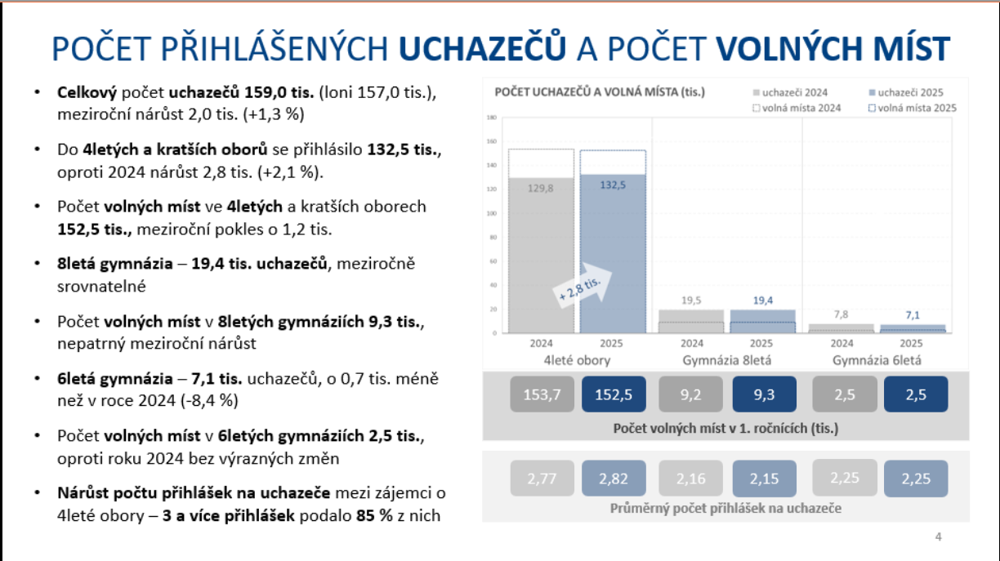 POČET PŘIHLÁŠENÝCH UCHAZEČŮ A POČET VOLNÝCH MÍST
• Celkový počet uchazečů 159,0 tis. (loni 157,0 tis.),
meziroční nárůst 2,0 tis. (+1,3 %)
• Do 4letých a kratších oborů se přihlásilo 132,5 tis.,
oproti 2024 nárůst 2,8 tis. (+2,1 %).
• Počet volných míst ve 4letých a kratších oborech
152,5 tis., meziroční pokles o 1,2 tis.
• 8letá gymnázia – 19,4 tis. uchazečů, meziročně
srovnatelné
• Počet volných míst v 8letých gymnáziích 9,3 tis.,
nepatrný meziroční nárůst
• 6letá gymnázia – 7,1 tis. uchazečů, o 0,7 tis. méně
než v roce 2024 (-8,4 %)
• Počet volných míst v 6letých gymnáziích 2,5 tis.,
oproti roku 2024 bez výrazných změn
• Nárůst počtu přihlášek na uchazeče mezi zájemci o
4leté obory – 3 a více přihlášek podalo 85 % z nich
POČET UCHAZEČŮ A VOLNÁ MÍSTA (tis.)
uchazeči 2024 uchazeči 2025
volná místa 2024 volná místa 2025
180
160
140
120
100
80
60
40
20
0
129,8 132,5
+ 2,8 tis.
19,5 19,4
7,8 7,1
2024 2025 2024 2025 2024 2025
4leté obory Gymnázia 8letá Gymnázia 6letá
153,7 152,5 9,2 9,3 2,5 2,5
Počet volných míst v 1. ročnících (tis.)
2,77 2,82 2,16 2,15 2,25 2,25
Průměrný počet přihlášek na uchazeče
4